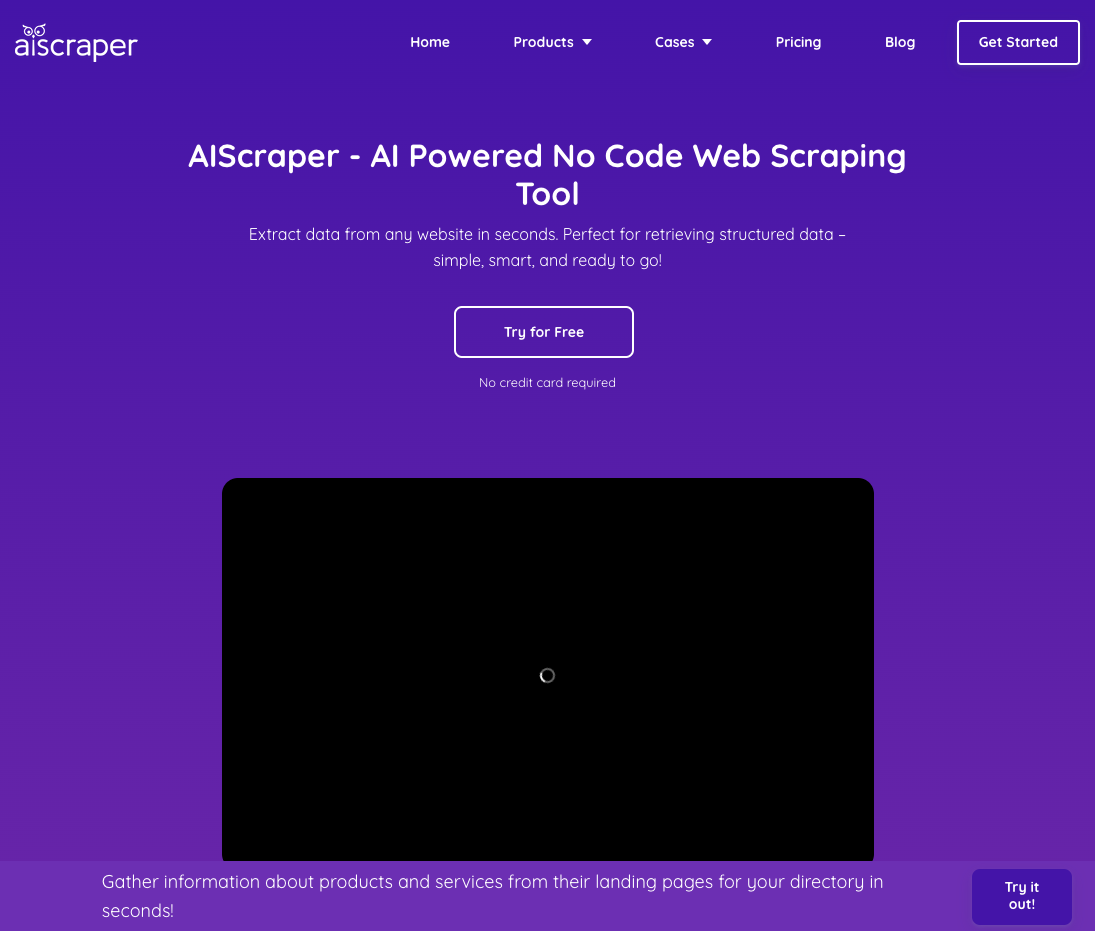 aiscraper
Home
Products
Cases
Pricing
Blog
Get Started
AIScraper - AI Powered No Code Web Scraping
Tool
Extract data from any website in seconds. Perfect for retrieving structured data –
simple, smart, and ready to go!
Try for Free
No credit card required
Gather information about products and services from their landing pages for your directory in
seconds!
Try it
out!